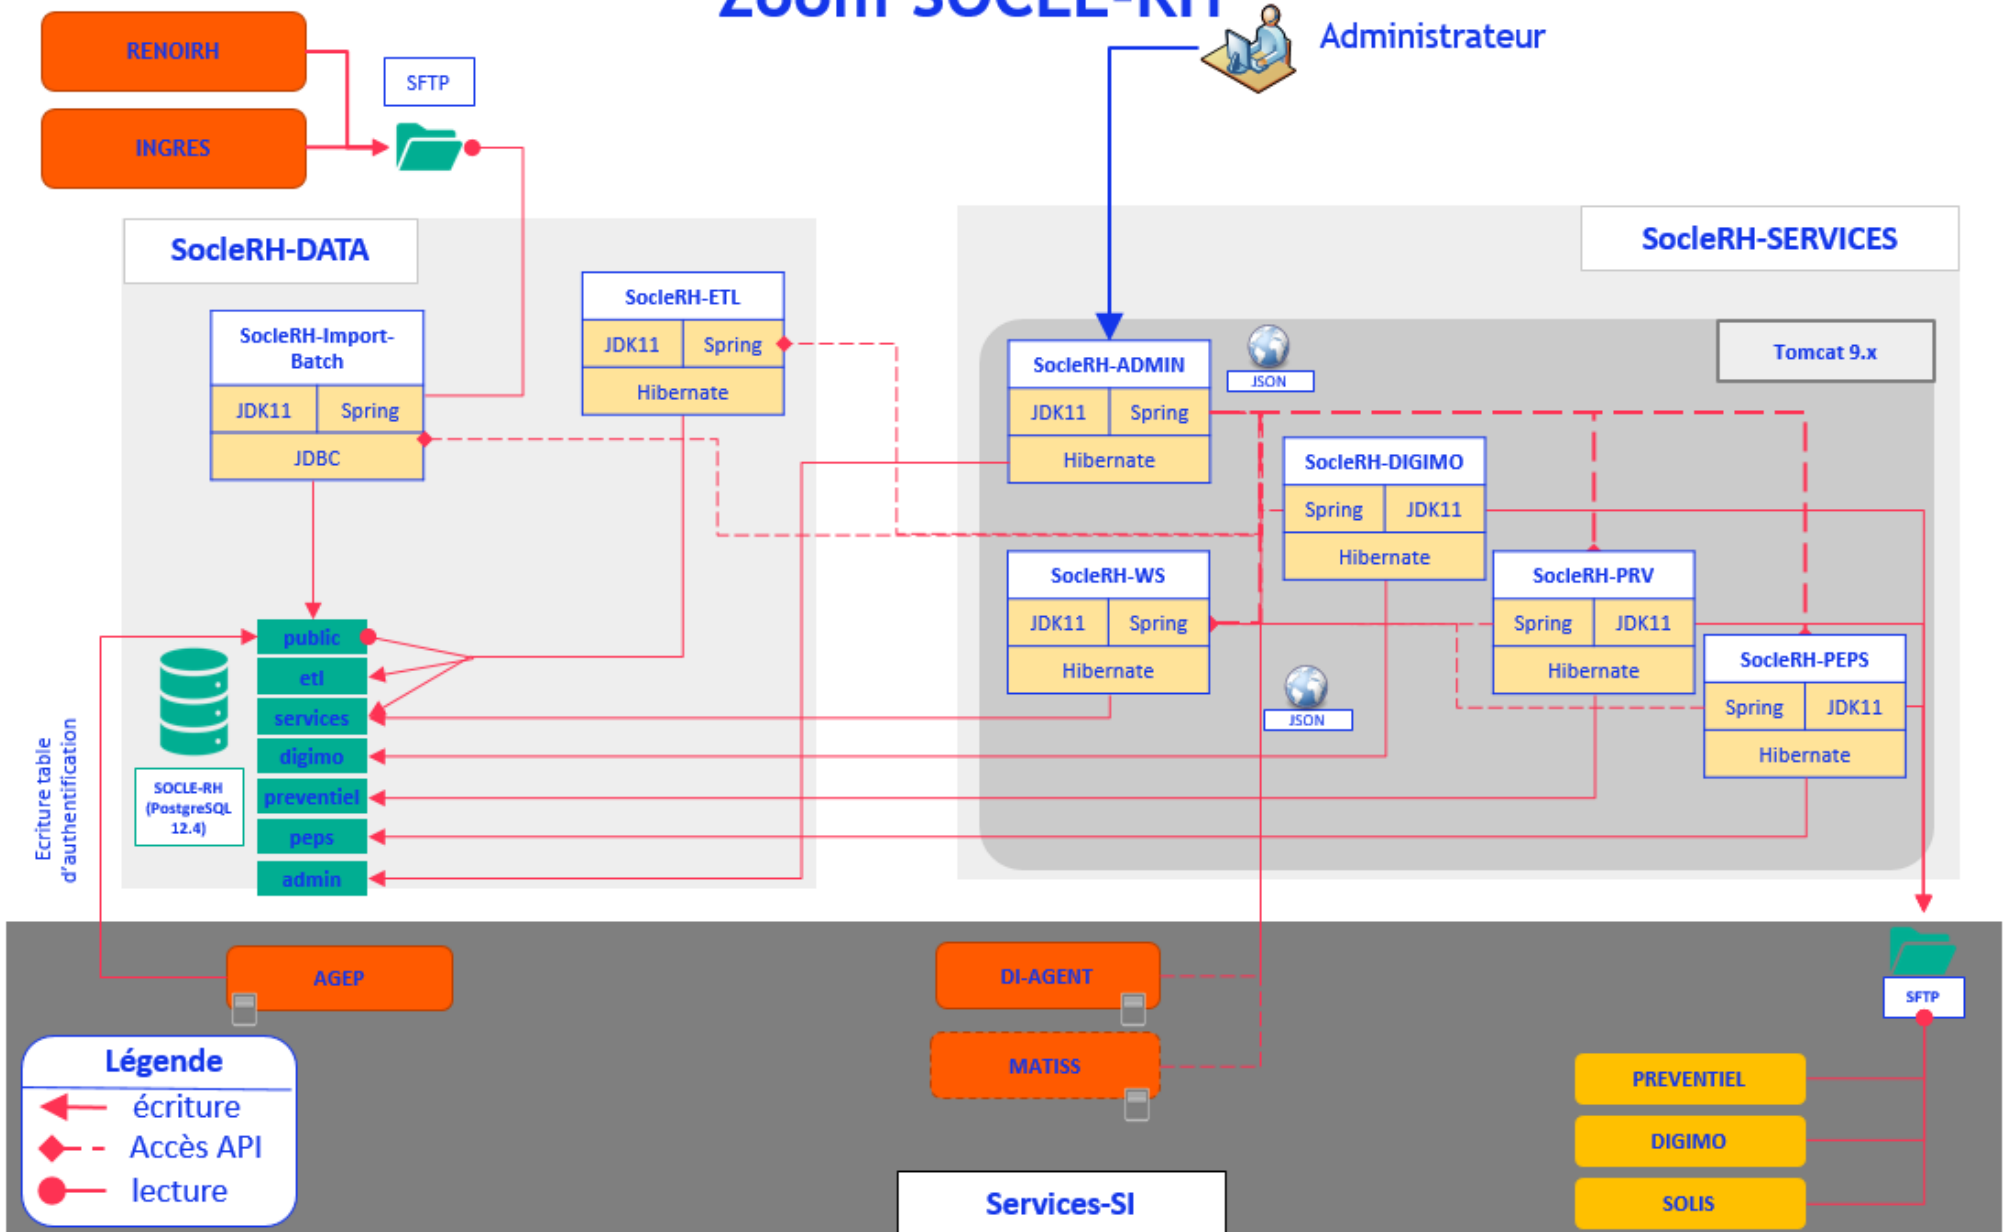 Zoom SOCLE-RH
Administrateur
RENOIRH
SFTP
INGRES
SocleRH-DATA
SocleRH-SERVICES
SocleRH-ETL
JDK11
Spring
Hibernate
SocleRH-Import-
Batch
JDK11
Spring
JDBC
Tomcat 9.x
SocleRH-ADMIN
JDK11
Spring
Hibernate
JSON
SocleRH-DIGIMO
Spring
JDK11
Hibernate
SocleRH-WS
JDK11
Spring
Hibernate
SocleRH-PRV
Spring
JDK11
Hibernate
SocleRH-PEPS
Spring
JDK11
Hibernate
JSON
public
etl
services
digimo
preventiel
peps
admin
SOCLE-RH
(PostgreSQL
12.4)
Ecriture table
d'authentification
AGEP
DI-AGENT
MATISS
SFTP
PREVENTIEL
DIGIMO
SOLIS
Légende
écriture
Accès API
lecture
Services-SI